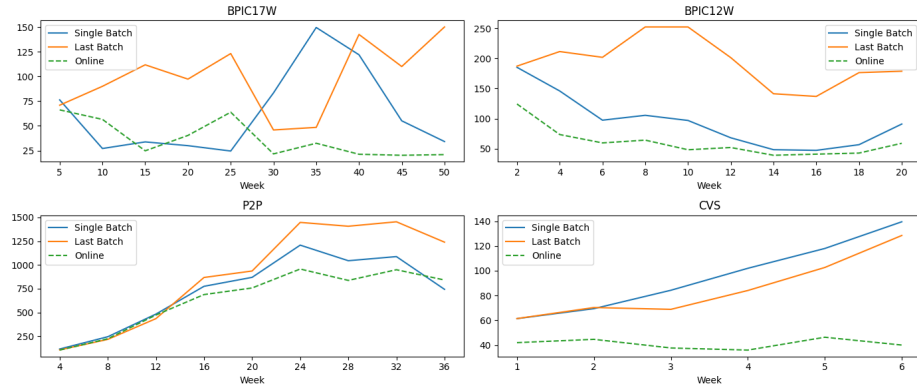 BPIC17W
150
125
100
75
50
25
Single Batch
Last Batch
Online
5 10 15 20 25 30 35 40 45 50
Week
BPIC12W
250
200
150
100
50
Single Batch
Last Batch
Online
2 4 6 8 10 12 14 16 18 20
Week
P2P
1500
1250
1000
750
500
250
Single Batch
Last Batch
Online
4 8 12 16 20 24 28 32 36
Week
CVS
140
120
100
80
60
40
Single Batch
Last Batch
Online
1 2 3 4 5 6
Week